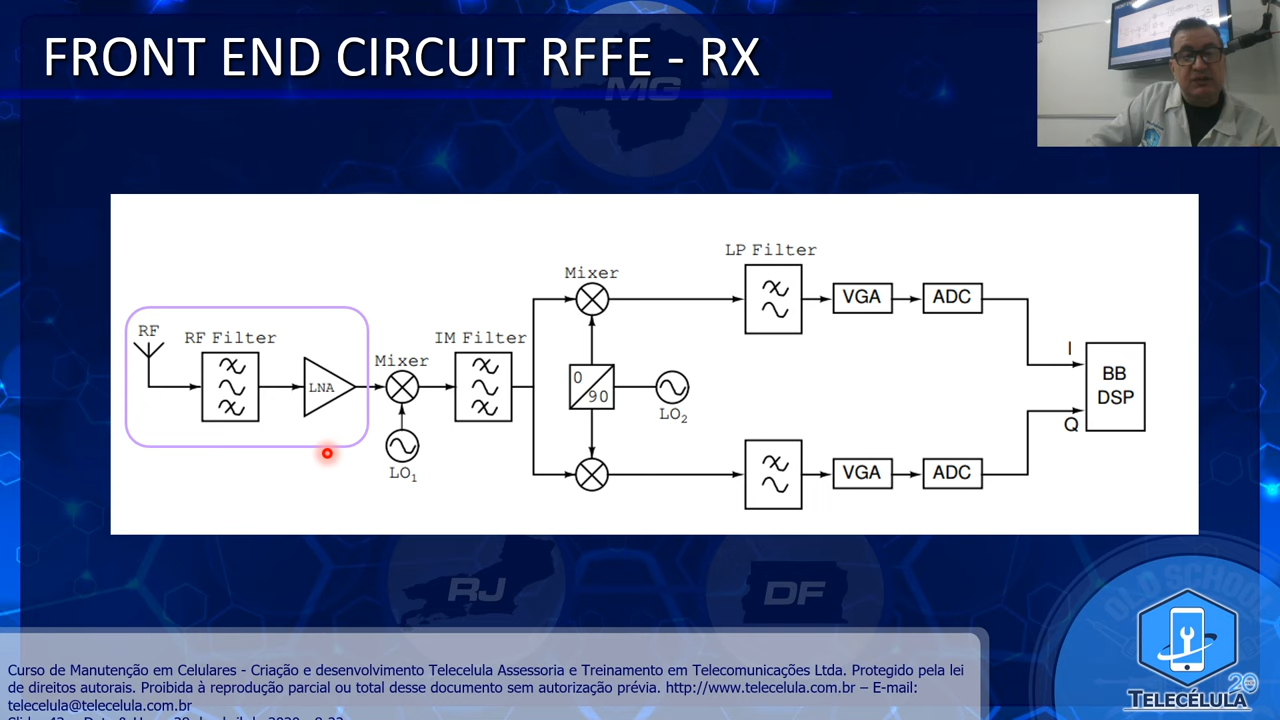 FRONT END CIRCUIT RFFE - RX
MG
LP Filter
Mixer
VGA
ADC
RF
RF Filter
IM Filter
Mixer
I
LNA
0
90
BB
DSP
LO2
Q
LO1
VGA
ADC
RJ
DF
OLD SCHOOL
Curso de Manutenção em Celulares - Criação e desenvolvimento Telecelula Assessoria e Treinamento em Telecomunicações Ltda. Protegido pela lei
de direitos autorais. Proibida à reprodução parcial ou total desse documento sem autorização prévia. http://www.telecelula.com.br – E-mail:
telecelula@telecelula.com.br
TELECÉLULA
20